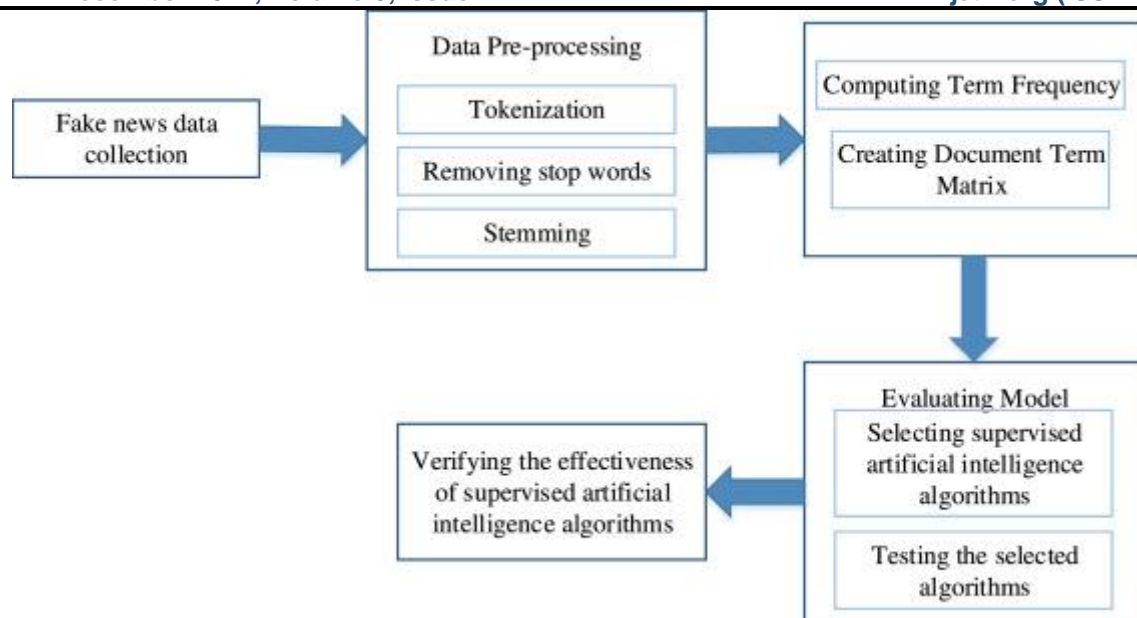 Data Pre-processing
Tokenization
Removing stop words
Stemming
Fake news data
collection
Computing Term Frequency
Creating Document Term
Matrix
Evaluating Model
Selecting supervised
artificial intelligence
algorithms
Testing the selected
algorithms
Verifying the effectiveness
of supervised artificial
intelligence algorithms